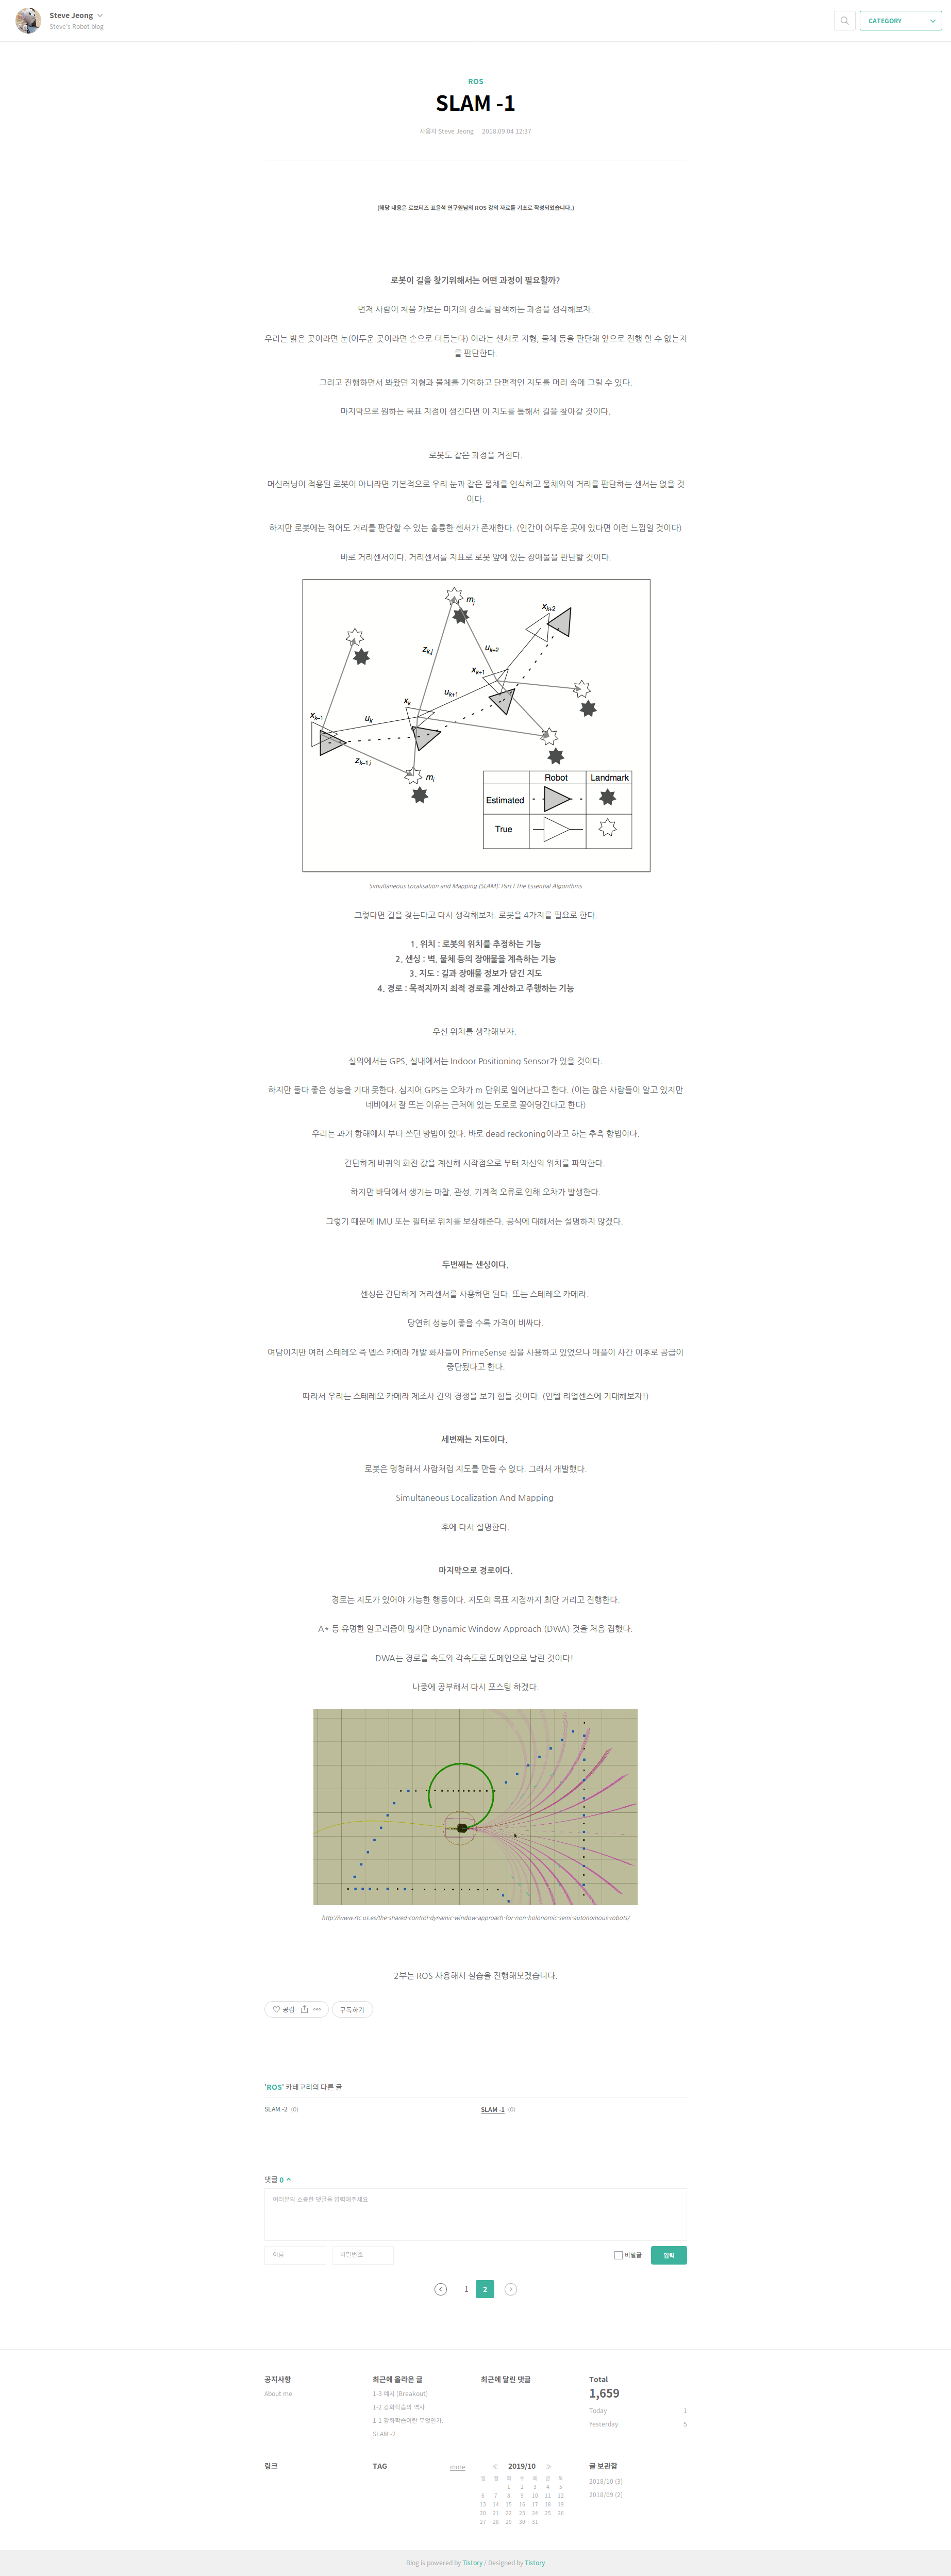 Steve Jeong
Steve's Robot blog
CATEGORY
ROS
SLAM -1
사용자 Steve Jeong 2018.09.04 12:37
(해당 내용은 로보티즈 표윤석 연구원님의 ROS 강의 자료를 기초로 작성되었습니다.)
로봇이 길을 찾기위해서는 어떤 과정이 필요할까?
먼저 사람이 처음 가보는 미지의 장소를 탐색하는 과정을 생각해보자.
우리는 밝은 곳이라면 눈(어두운 곳이라면 손으로 더듬는다) 이라는 센서로 지형, 물체 등을 판단해 앞으로 진행 할 수 없는지
를 판단한다.
그리고 진행하면서 봐왔던 지형과 물체를 기억하고 단편적인 지도를 머리 속에 그릴 수 있다.
마지막으로 원하는 목표 지점이 생긴다면 이 지도를 통해서 길을 찾아갈 것이다.
로봇도 같은 과정을 거친다.
머신러닝이 적용된 로봇이 아니라면 기본적으로 우리 눈과 같은 물체를 인식하고 물체와의 거리를 판단하는 센서는 없을 것
이다.
하지만 로봇에는 적어도 거리를 판단할 수 있는 훌륭한 센서가 존재한다. (인간이 어두운 곳에 있다면 이런 느낌일 것이다)
바로 거리센서이다. 거리센서를 지표로 로봇 앞에 있는 장애물을 판단할 것이다.
mj
xk+2
zk,j
uk+2
xk+1
uk+1
xk
xk-1
uk
zk-1,i
mi
Robot Landmark
Estimated
True
Simultaneous Localisation and Mapping (SLAM): Part I The Essential Algorithms
그렇다면 길을 찾는다고 다시 생각해보자. 로봇을 4가지를 필요로 한다.
1. 위치 : 로봇의 위치를 추정하는 기능
2. 센싱 : 벽, 물체 등의 장애물을 계측하는 기능
3. 지도 : 길과 장애물 정보가 담긴 지도
4. 경로 : 목적지까지 최적 경로를 계산하고 주행하는 기능
우선 위치를 생각해보자.
실외에서는 GPS, 실내에서는 Indoor Positioning Sensor가 있을 것이다.
하지만 둘다 좋은 성능을 기대 못한다. 심지어 GPS는 오차가 m 단위로 일어난다고 한다. (이는 많은 사람들이 알고 있지만
네비에서 잘 뜨는 이유는 근처에 있는 도로로 끌어당긴다고 한다)
우리는 과거 항해에서 부터 쓰던 방법이 있다. 바로 dead reckoning이라고 하는 추측 항법이다.
간단하게 바퀴의 회전 값을 계산해 시작점으로 부터 자신의 위치를 파악한다.
하지만 바닥에서 생기는 마찰, 관성, 기계적 오류로 인해 오차가 발생한다.
그렇기 때문에 IMU 또는 필터로 위치를 보상해준다. 공식에 대해서는 설명하지 않겠다.
두번째는 센싱이다.
센싱은 간단하게 거리센서를 사용하면 된다. 또는 스테레오 카메라.
당연히 성능이 좋을 수록 가격이 비싸다.
여담이지만 여러 스테레오 즉 뎁스 카메라 개발 화사들이 PrimeSense 칩을 사용하고 있었으나 애플이 사간 이후로 공급이
중단됬다고 한다.
따라서 우리는 스테레오 카메라 제조사 간의 경쟁을 보기 힘들 것이다. (인텔 리얼센스에 기대해보자!)
세번째는 지도이다.
로봇은 멍청해서 사람처럼 지도를 만들 수 없다. 그래서 개발했다.
Simultaneous Localization And Mapping
후에 다시 설명한다.
마지막으로 경로이다.
경로는 지도가 있어야 가능한 행동이다. 지도의 목표 지점까지 최단 거리고 진행한다.
A* 등 유명한 알고리즘이 많지만 Dynamic Window Approach (DWA) 것을 처음 접했다.
DWA는 경로를 속도와 각속도로 도메인으로 날린 것이다!
나중에 공부해서 다시 포스팅 하겠다.
http://www.rtc.us.es/the-shared-control-dynamic-window-approach-for-non-holonomic-semi-autonomous-robots/
2부는 ROS 사용해서 실습을 진행해보겠습니다.
공감
구독하기
'ROS' 카테고리의 다른 글
SLAM -2 (0)
SLAM -1 (0)
댓글 0
여러분의 소중한 댓글을 입력해주세요
이름
비밀번호
비밀글
입력
1 2
공지사항
About me
최근에 올라온 글
1-3 예시 (Breakout)
1-2 강화학습의 역사
1-1 강화학습이란 무엇인가.
SLAM -2
최근에 달린 댓글
Total
1,659
Today 1
Yesterday 5
링크
TAG more
≪ 2019/10 ≫
일 월 화 수 목 금 토
1 2 3 4 5
6 7 8 9 10 11 12
13 14 15 16 17 18 19
20 21 22 23 24 25 26
27 28 29 30 31
글 보관함
2018/10 (3)
2018/09 (2)
Blog is powered by Tistory / Designed by Tistory